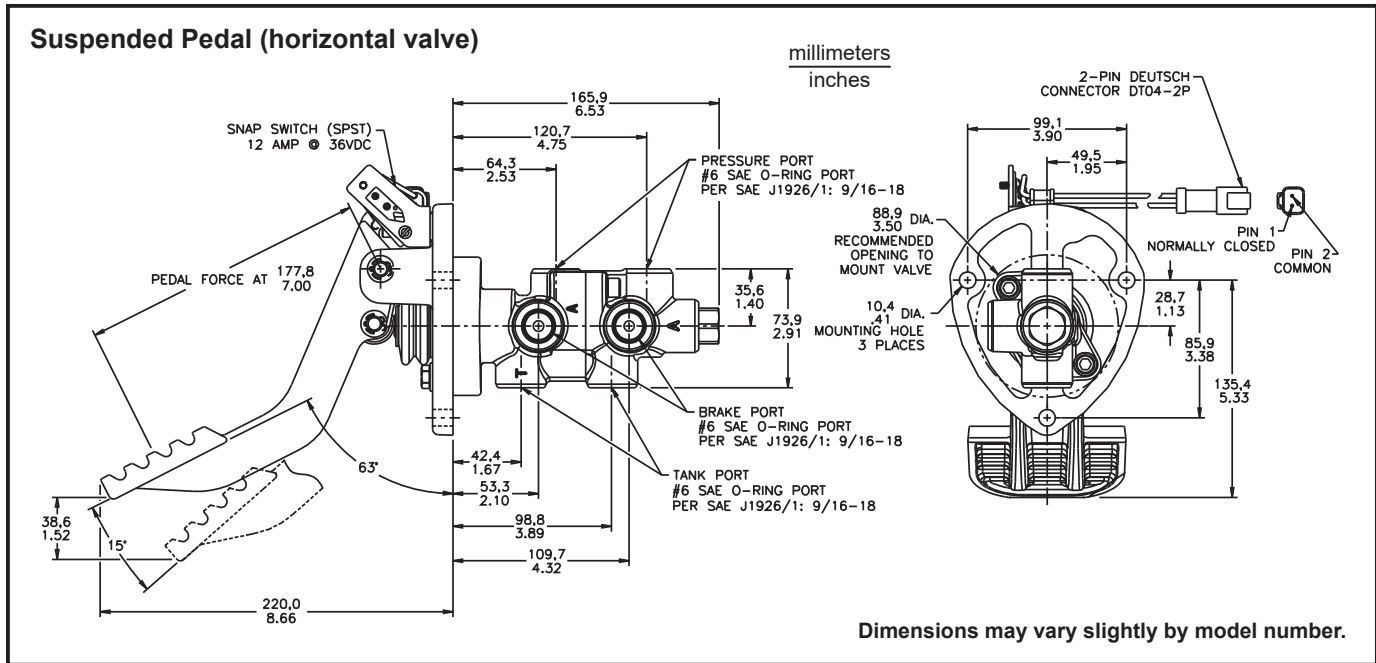 Suspended Pedal (horizontal valve)
millimeters
inches
SNAP SWITCH (SPST)
12 AMP @ 36VDC
165,9
6.53
120,7
4.75
64,3
2.53
PRESSURE PORT
#6 SAE O-RING PORT
PER SAE J1926/1: 9/16-18
PEDAL FORCE AT 177,8
7.00
A
A
T
35,6
1.40
73,9
2.91
BRAKE PORT
#6 SAE O-RING PORT
PER SAE J1926/1: 9/16-18
TANK PORT
#6 SAE O-RING PORT
PER SAE J1926/1: 9/16-18
42,4
1.67
53,3
2.10
98,8
3.89
109,7
4.32
63°
38,6
1.52
15°
220,0
8.66
2-PIN DEUTSCH
CONNECTOR DT04-2P
99,1
3.90
49,5
1.95
88,9 DIA.
3.50
RECOMMENDED
OPENING TO
MOUNT VALVE
PIN 1
NORMALLY CLOSED
PIN 2
COMMON
10,4
.41 DIA.
MOUNTING HOLE
3 PLACES
28,7
1.13
85,9
3.38
135,4
5.33
Dimensions may vary slightly by model number.